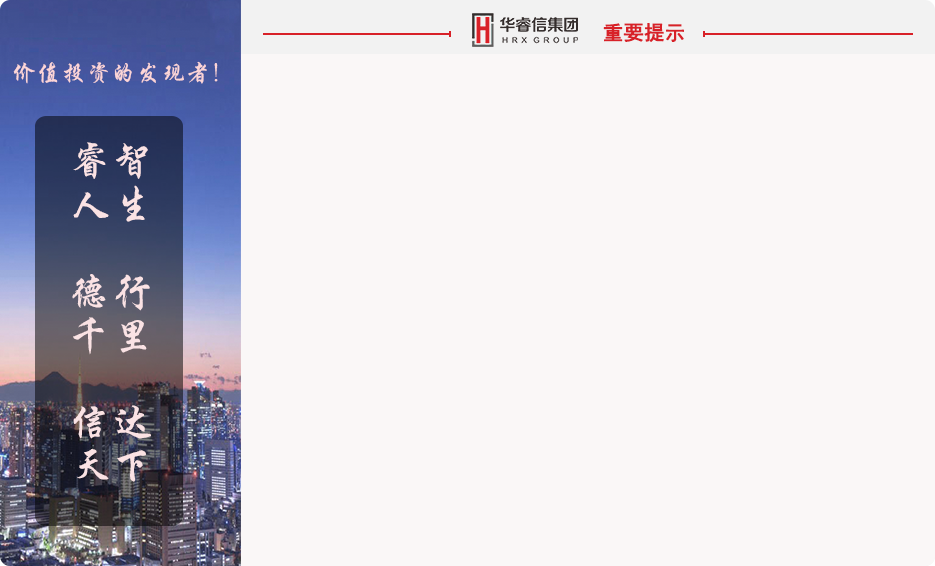 价值投资的发现者!
睿智
人生
德行
千里
信达
天下
华睿信集团
HRX GROUP
重要提示